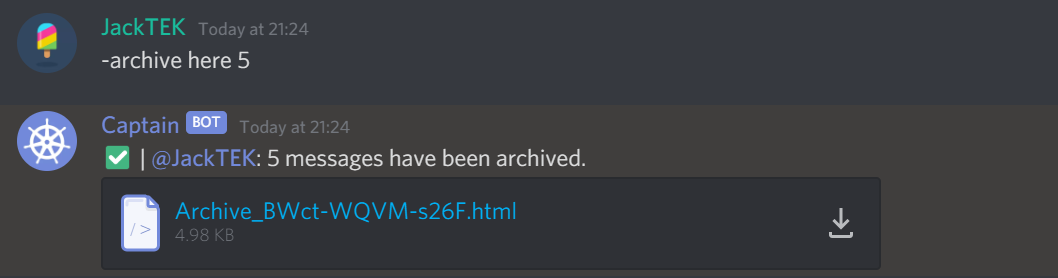 JackTEK Today at 21:24
-archive here 5
Captain BOT Today at 21:24
| @JackTEK: 5 messages have been archived.
</>
Archive_BWct-WQVM-s26F.html
4.98 KB